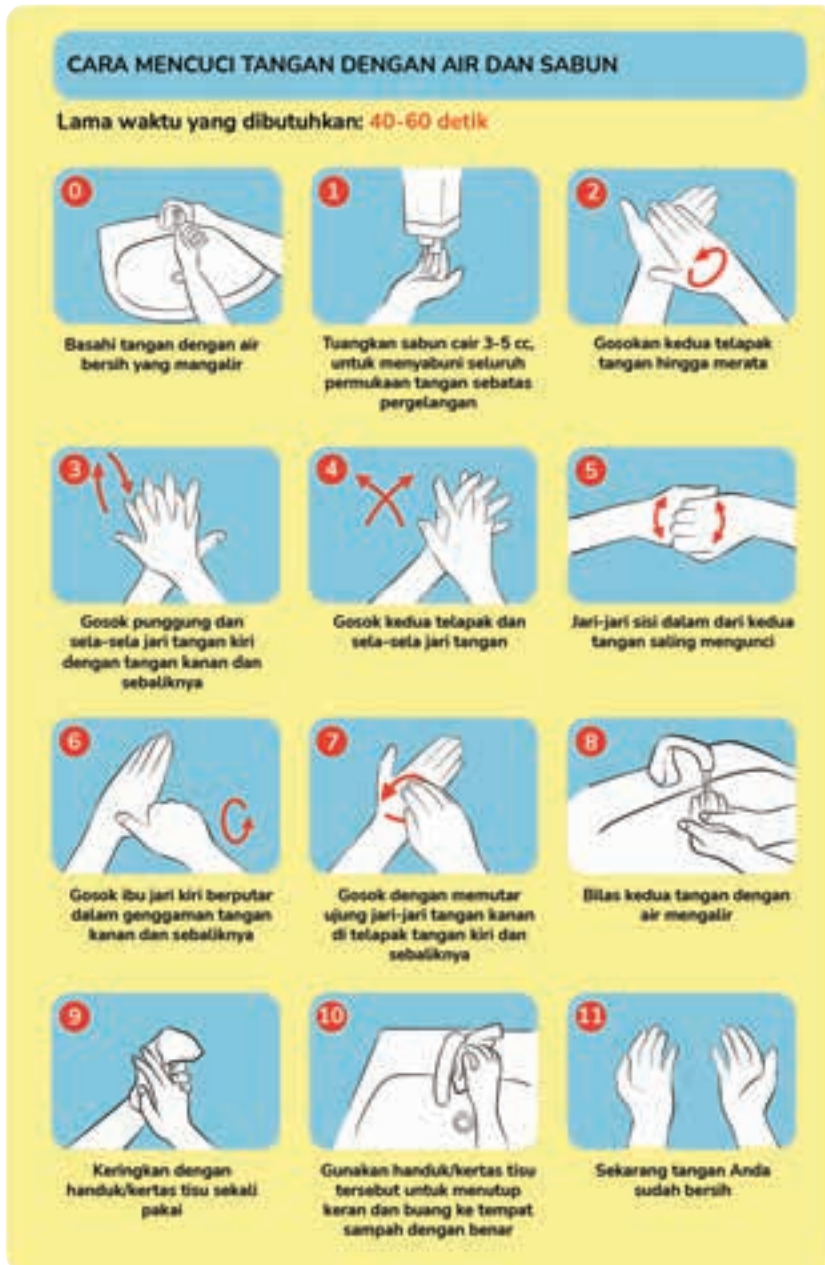 CARA MENCUCI TANGAN DENGAN AIR DAN SABUN
Lama waktu yang dibutuhkan: 40-60 detik
0
Basahi tangan dengan air
bersih yang mangalir
1
Tuangkan sabun cair 3-5 cc,
untuk menyabuni seluruh
permukaan tangan sebatas
pergelangan
2
Gosokan kedua telapak
tangan hingga merata
3
Gosok punggung dan
sela-sela jari tangan kiri
dengan tangan kanan dan
sebaliknya
4
Gosok kedua telapak dan
sela-sela jari tangan
5
Jari-jari sisi dalam dari kedua
tangan saling mengunci
6
Gosok ibu jari kiri berputar
dalam genggaman tangan
kanan dan sebaliknya
7
Gosok dengan memutar
ujung jari-jari tangan kanan
di telapak tangan kiri dan
sebaliknya
8
Bilas kedua tangan dengan
air mengalir
9
Keringkan dengan
handuk/kertas tisu sekali
pakai
10
Gunakan handuk/kertas tisu
tersebut untuk menutup
keran dan buang ke tempat
sampah dengan benar
11
Sekarang tangan Anda
sudah bersih